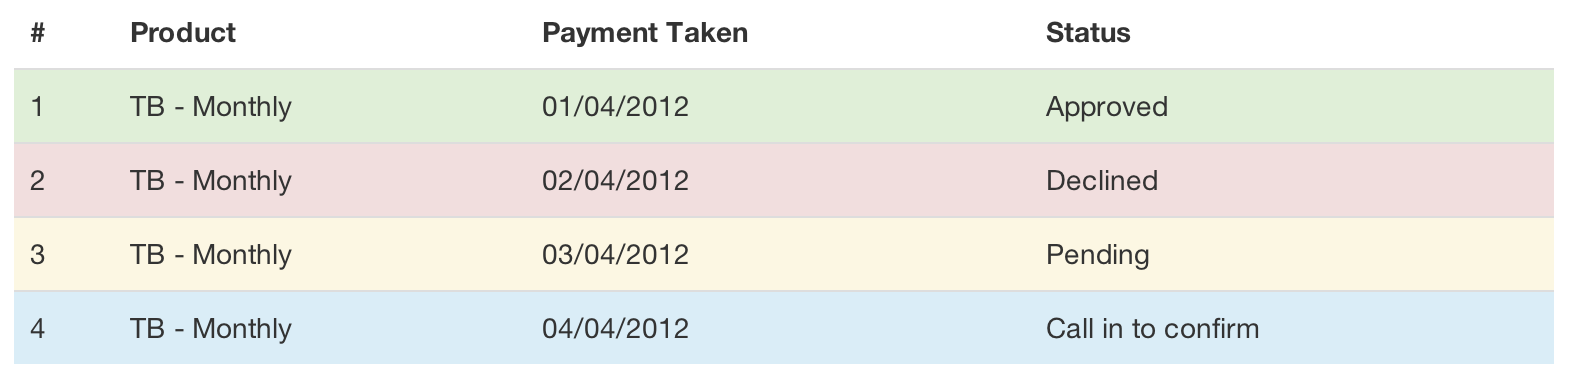 # Product Payment Taken Status
1 TB - Monthly 01/04/2012 Approved
2 TB - Monthly 02/04/2012 Declined
3 TB - Monthly 03/04/2012 Pending
4 TB - Monthly 04/04/2012 Call in to confirm